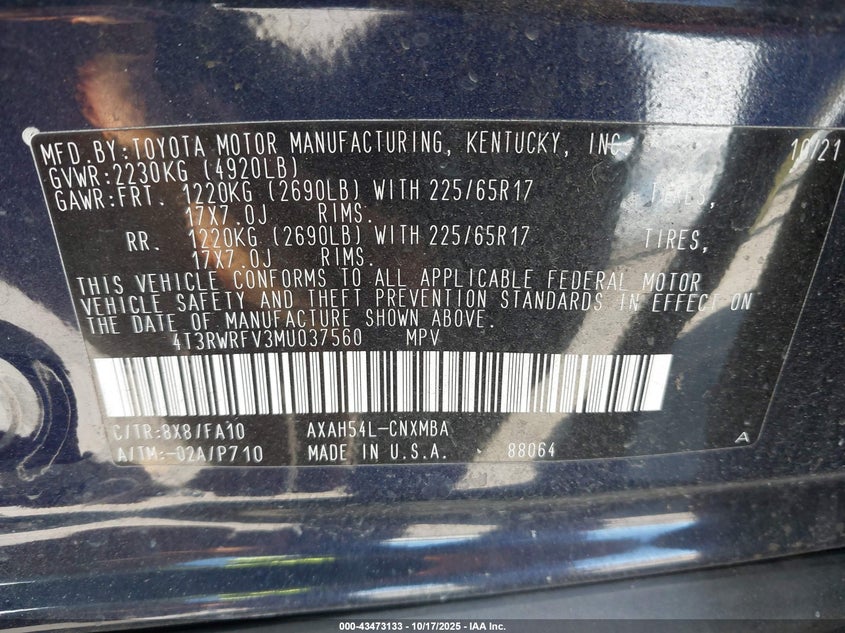 MFD.BY:TOYOTA MOTOR MANUFACTURING, KENTUCKY, INC. 10/21
GVWR:2230KG (4920LB)
GAWR:FRT. 1220KG (2690LB) WITH 225/65R17 TIRES,
17X7.0J RIMS.
RR. 1220KG (2690LB) WITH 225/65R17 TIRES,
17X7.0J RIMS.
THIS VEHICLE CONFORMS TO ALL APPLICABLE FEDERAL MOTOR
VEHICLE SAFETY AND THEFT PREVENTION STANDARDS IN EFFECT ON
THE DATE OF MANUFACTURE SHOWN ABOVE.
4T3RWRFV3MU037560 MPV
C/TR:8X8/FA10 AXAH54L-CNXMBA
A/TM:-02A/P710 MADE IN U.S.A. 88064 A
000-43473133 - 10/17/2025 - IAA Inc.